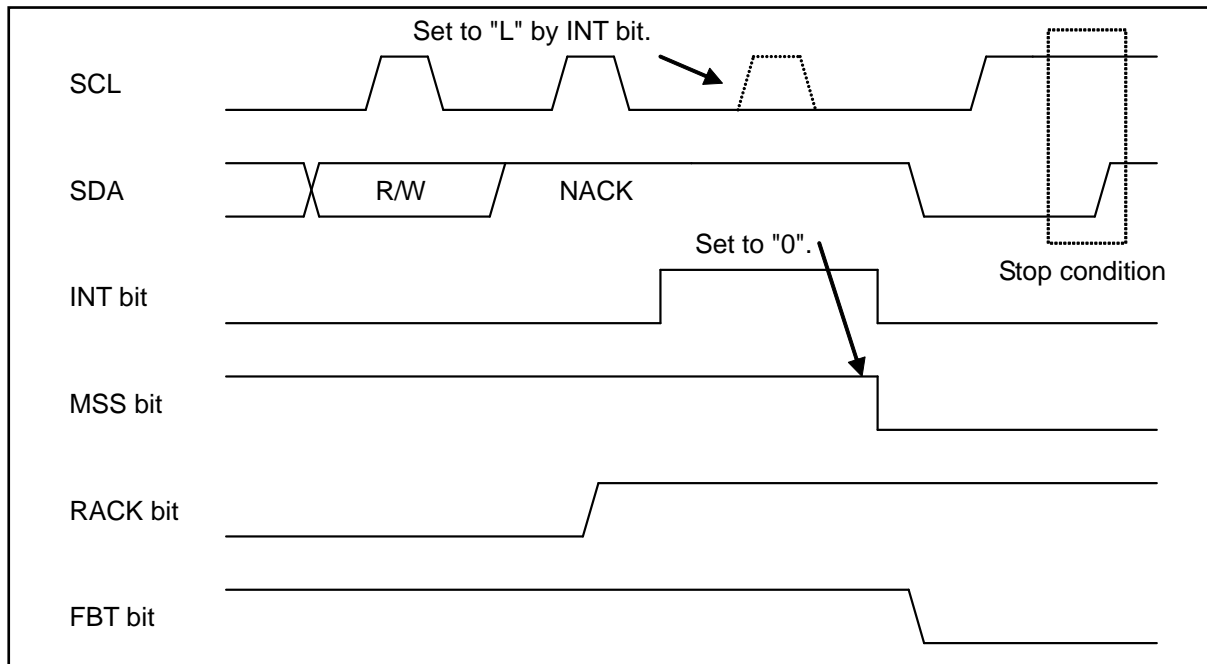 Set to "L" by INT bit.
SCL
SDA
R/W
NACK
Set to "0".
Stop condition
INT bit
MSS bit
RACK bit
FBT bit